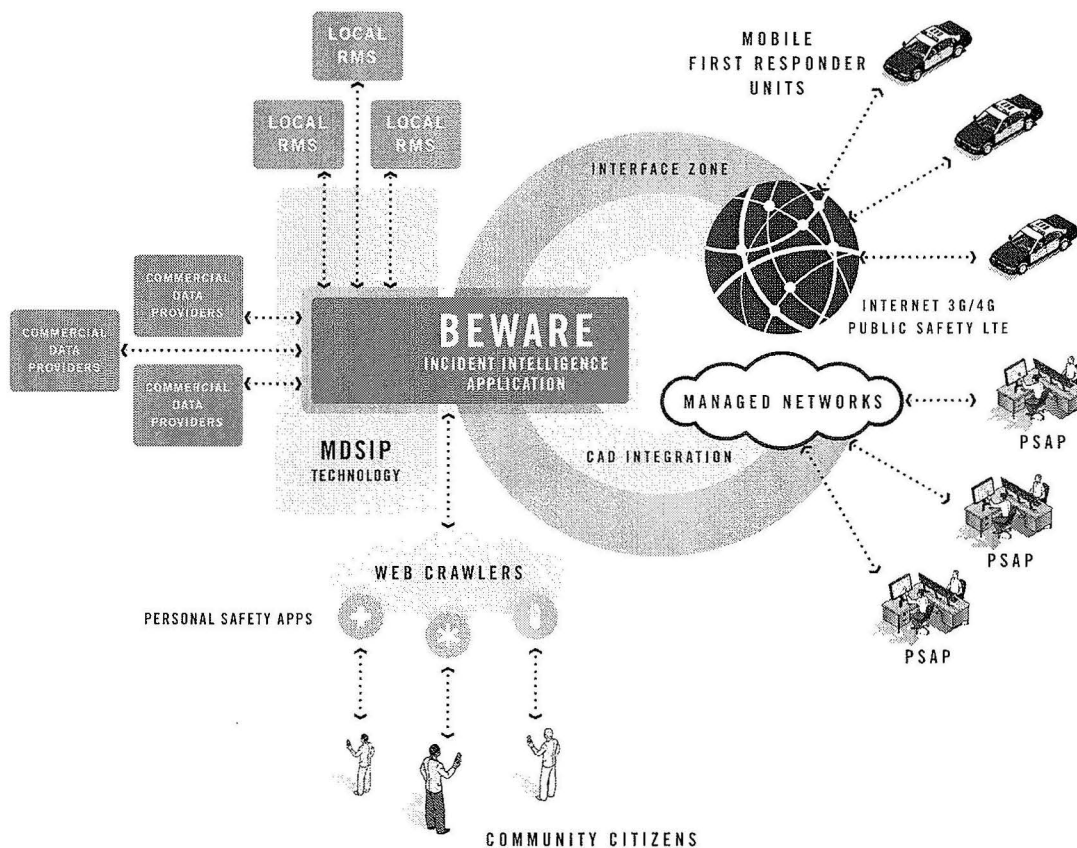 LOCAL
RMS
LOCAL
RMS
LOCAL
RMS
MOBILE
FIRST RESPONDER
UNITS
INTERFACE ZONE
COMMERCIAL
DATA
PROVIDERS
COMMERCIAL
DATA
PROVIDERS
COMMERCIAL
DATA
PROVIDERS
BEWARE
INCIDENT INTELLIGENCE
APPLICATION
INTERNET 3G/4G
PUBLIC SAFETY LTE
MANAGED NETWORKS
PSAP
MDSIP
TECHNOLOGY
CAD INTEGRATION
PSAP
WEB CRAWLERS
PERSONAL SAFETY APPS
PSAP
COMMUNITY CITIZENS